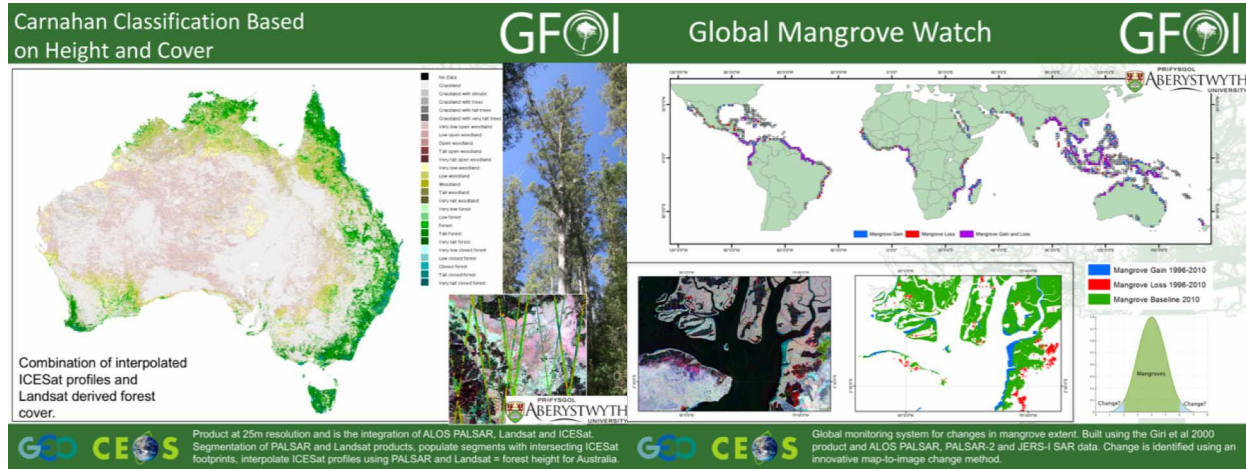 Carnahan Classification Based
on Height and Cover
GFOI
No Data
Grassland
Grassland with shrubs
Grassland with trees
Grassland with tall trees
Grassland with very tall trees
Very low open woodland
Low open woodland
Open woodland
Tall open woodland
Very tall open woodland
Very low woodland
Low woodland
Woodland
Tall woodland
Very tall woodland
Very low forest
Low forest
Forest
Tall forest
Very tall forest
Very low closed forest
Low closed forest
Closed forest
Tall closed forest
Very tall closed forest
Combination of interpolated
ICESat profiles and
Landsat derived forest
cover.
PRIFYSGOL
ABERYSTWYTH
UNIVERSITY
GEO CEOS
Product at 25m resolution and is the integration of ALOS PALSAR, Landsat and ICESat.
Segmentation of PALSAR and Landsat products, populate segments with intersecting ICESat
footprints, interpolate ICESat profiles using PALSAR and Landsat = forest height for Australia.
Global Mangrove Watch
GFOI
PRIFYSGOL
ABERYSTWYTH
UNIVERSITY
Mangrove Gain Mangrove Loss Mangrove Gain and Loss
Mangrove Gain 1996-2010
Mangrove Loss 1996-2010
Mangrove Baseline 2010
Mangroves
Change? Change?
GEO CEOS
Global monitoring system for changes in mangrove extent. Built using the Giri et al 2000
product and ALOS PALSAR, PALSAR-2 and JERS-I SAR data. Change is identified using an
innovative map-to-image change method.